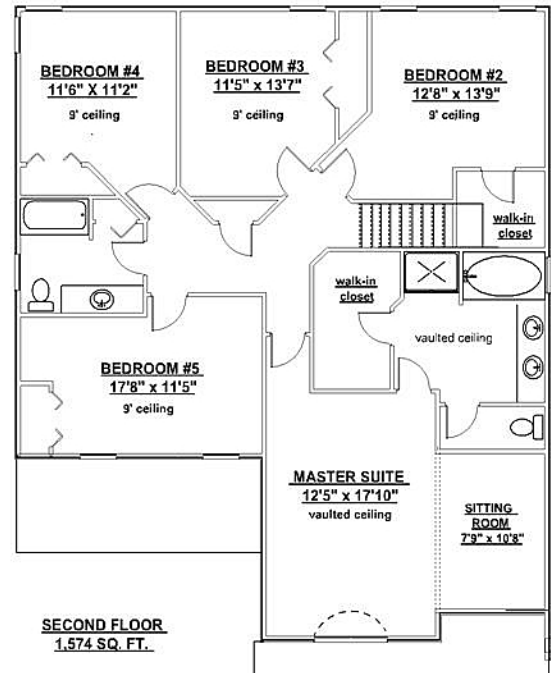 BEDROOM #4
11'6" X 11'2"
9' ceiling
BEDROOM #3
11'5" x 13'7"
9' ceiling
BEDROOM #2
12'8" x 13'9"
9' ceiling
walk-in
closet
walk-in
closet
vaulted ceiling
BEDROOM #5
17'8" x 11'5"
9' ceiling
MASTER SUITE
12'5" x 17'10"
vaulted ceiling
SITTING
ROOM
7'9" x 10'8"
SECOND FLOOR
1,574 SQ. FT.